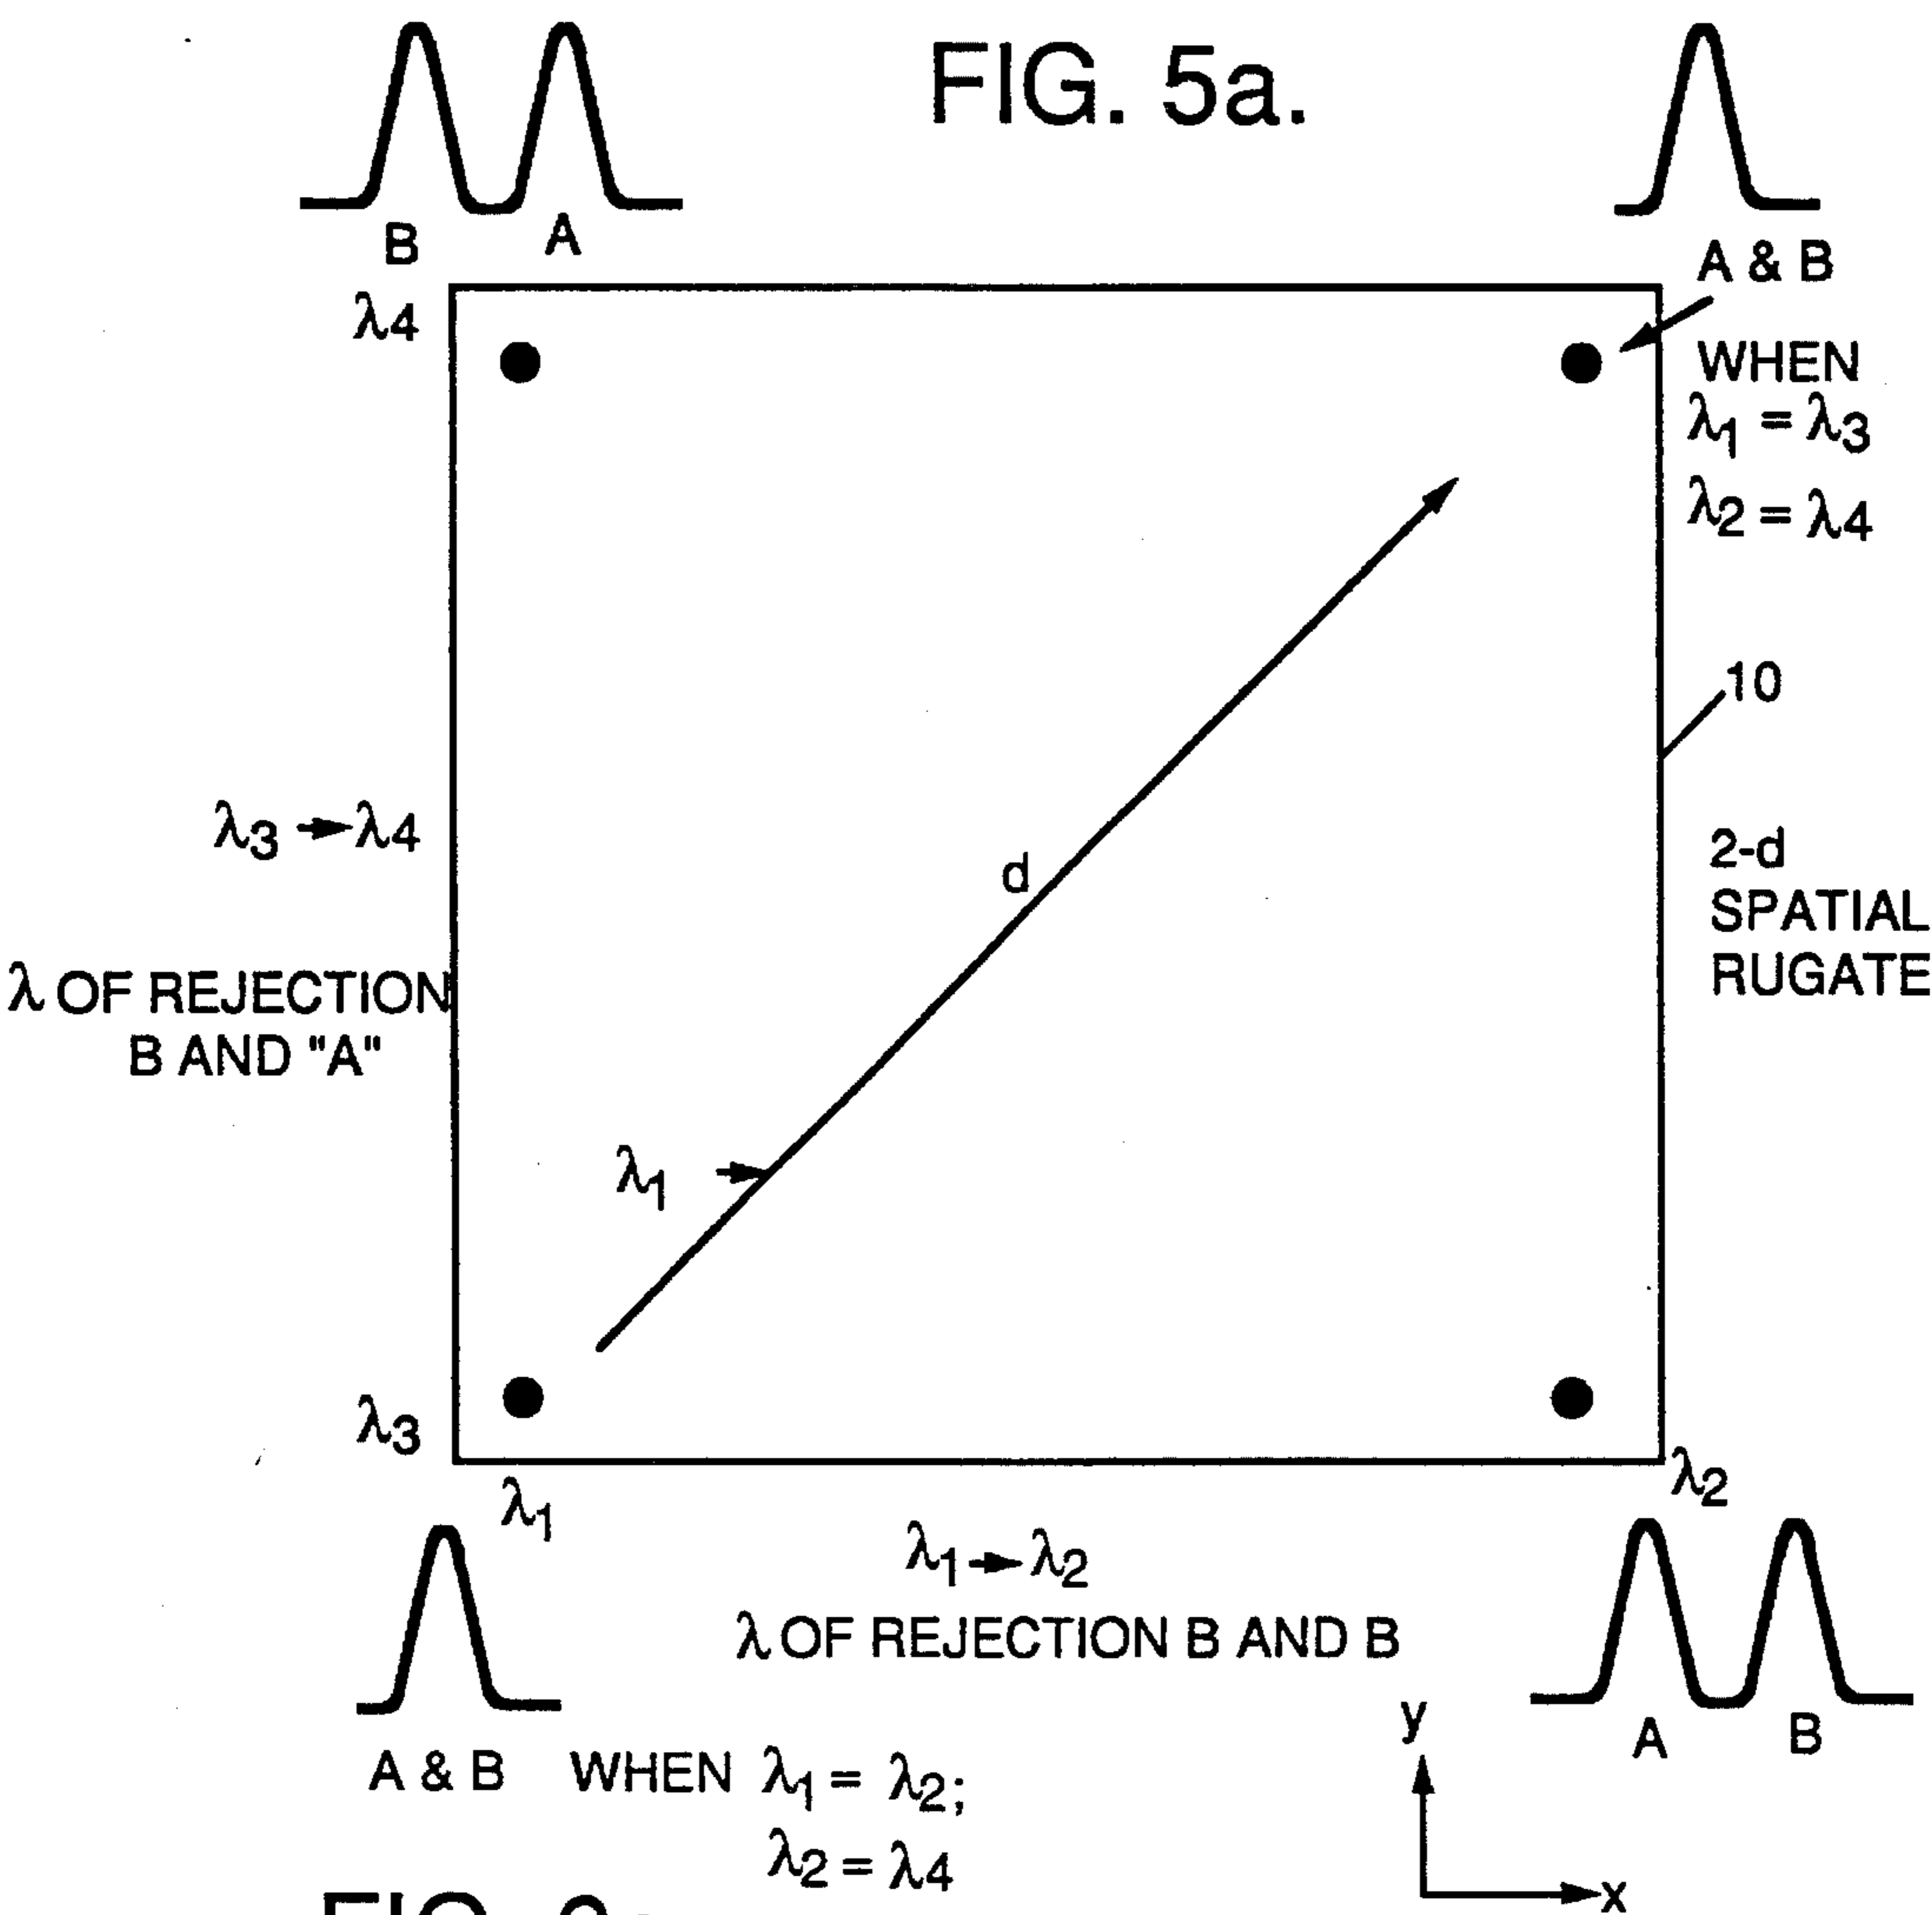 FIG. 5a.
B A
A & B
λ4
WHEN
λ1 = λ3
λ2 = λ4
10
λ3 → λ4
d
2-d
SPATIAL
RUGATE
λ OF REJECTION
B AND "A"
λ1
λ3
λ1
λ2
λ1 → λ2
λ OF REJECTION B AND B
A & B WHEN λ1 = λ2;
λ2 = λ4
A B
y
x